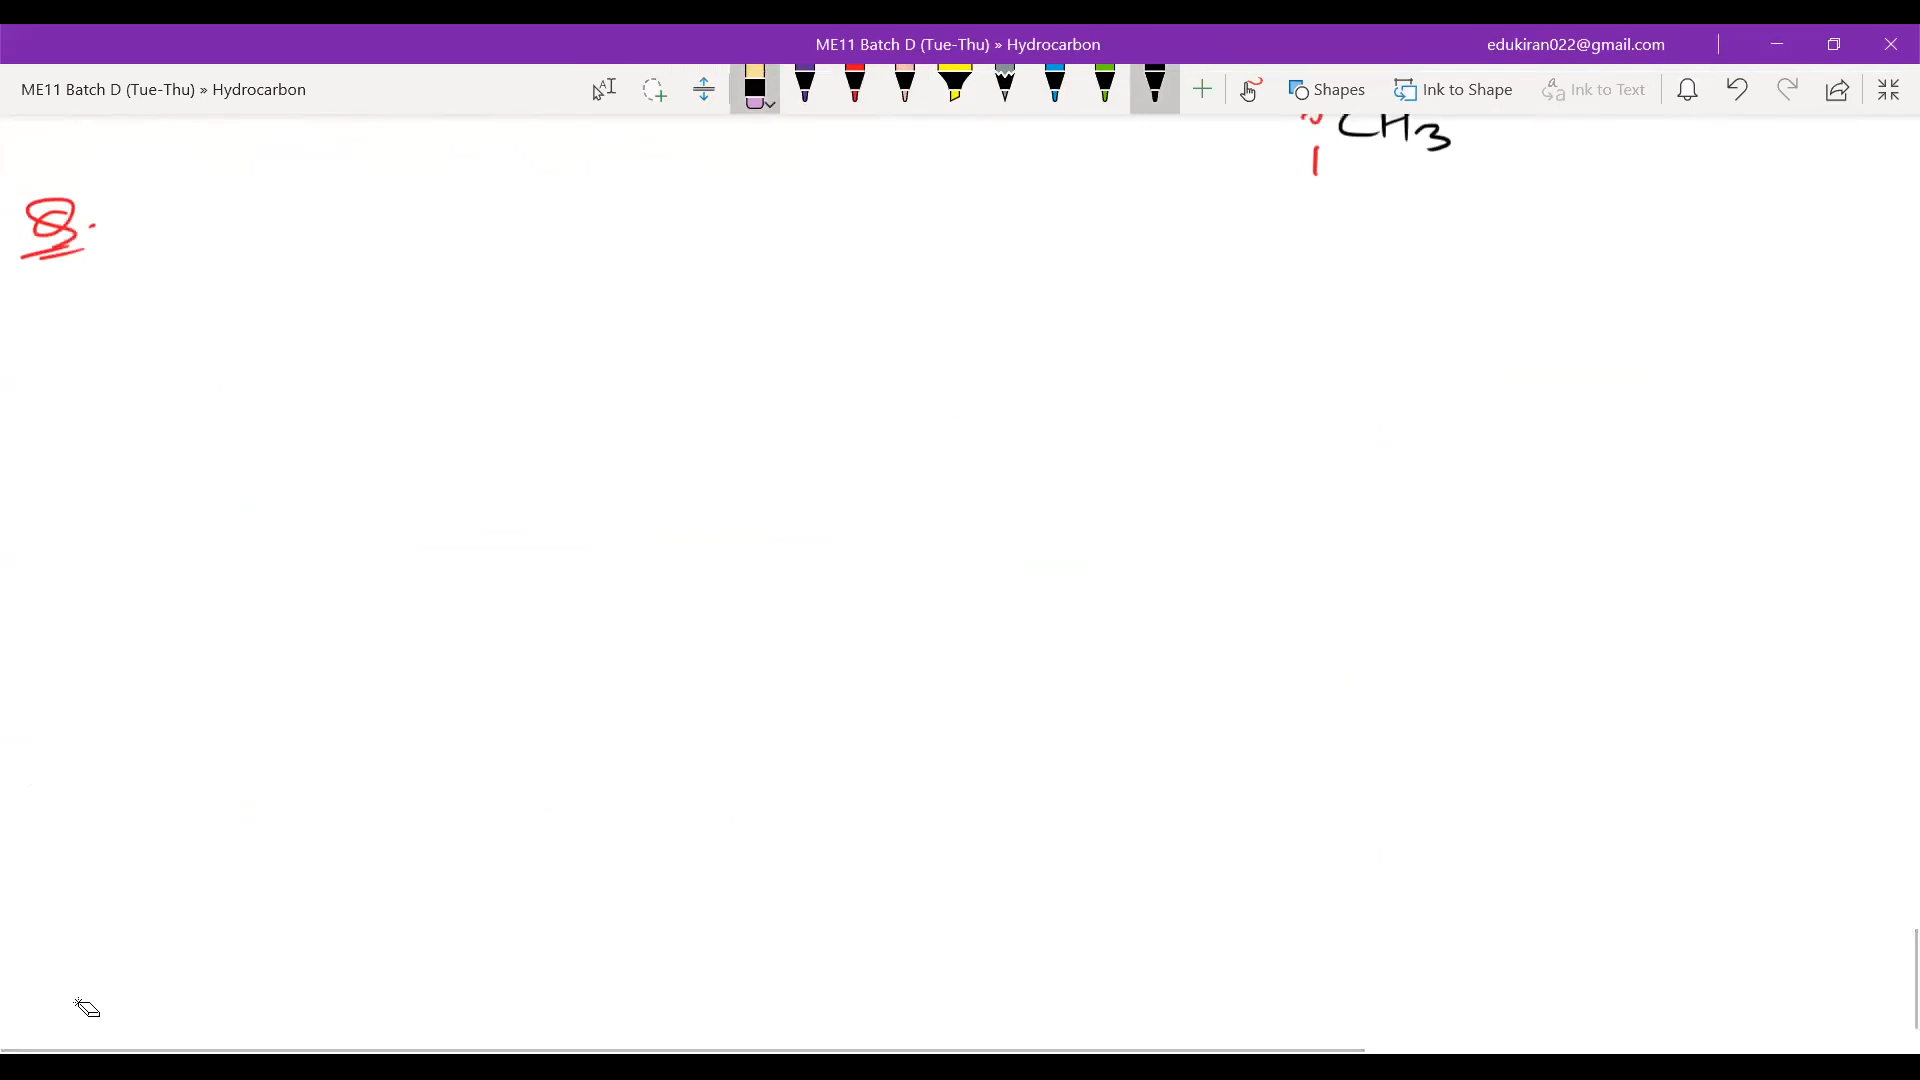 ME11 Batch D (Tue-Thu) » Hydrocarbon
edukiran022@gmail.com
ME11 Batch D (Tue-Thu) » Hydrocarbon
Shapes
Ink to Shape
Ink to Text
CH3
1
8.